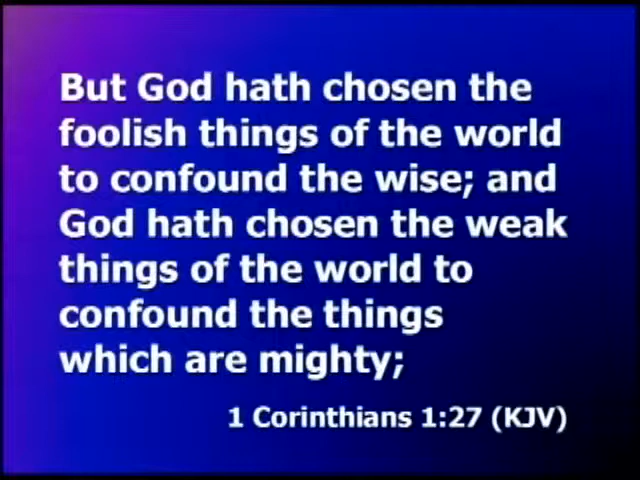 But God hath chosen the
foolish things of the world
to confound the wise; and
God hath chosen the weak
things of the world to
confound the things
which are mighty;
1 Corinthians 1:27 (KJV)